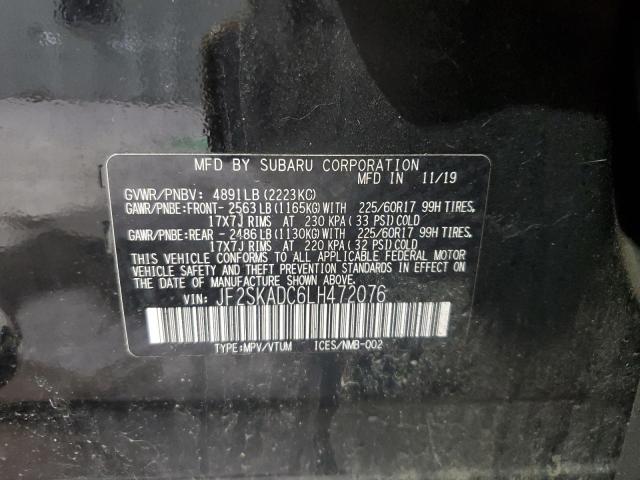 MFD BY SUBARU CORPORATION
MFD IN 11/19
GVWR/PNBV: 4891LB (2223KG)
GAWR/PNBE:FRONT-2563LB(1165KG)WITH 225/60R17 99H TIRES,
17X7J RIMS AT 230 KPA (33 PSI)COLD
GAWR/PNBE:REAR -2486LB(1130KG)WITH 225/60R17 99H TIRES,
17X7J RIMS AT 220 KPA (32 PSI)COLD
THIS VEHICLE CONFORMS TO ALL APPLICABLE FEDERAL MOTOR
VEHICLE SAFETY AND THEFT PREVENTION STANDARDS IN EFFECT ON
THE DATE OF MANUFACTURE SHOWN ABOVE.
VIN: JF2SKADC6LH472076
TYPE:MPV/VTUM ICES/NMB-002